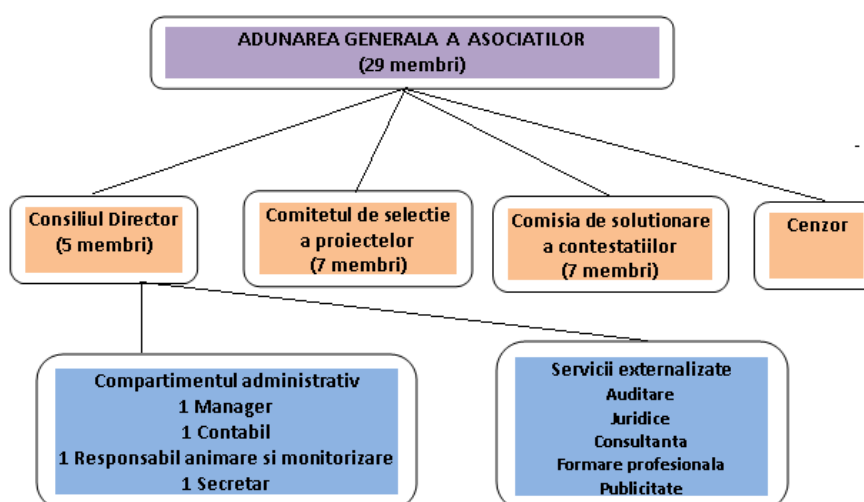 ADUNAREA GENERALA A ASOCIATILOR
(29 membri)
Consiliul Director
(5 membri)
Comitetul de selectie
a proiectelor
(7 membri)
Comisia de solutionare
a contestatiilor
(7 membri)
Cenzor
Compartimentul administrativ
1 Manager
1 Contabil
1 Responsabil animare si monitorizare
1 Secretar
Servicii externalizate
Auditare
Juridice
Consultanta
Formare profesionala
Publicitate